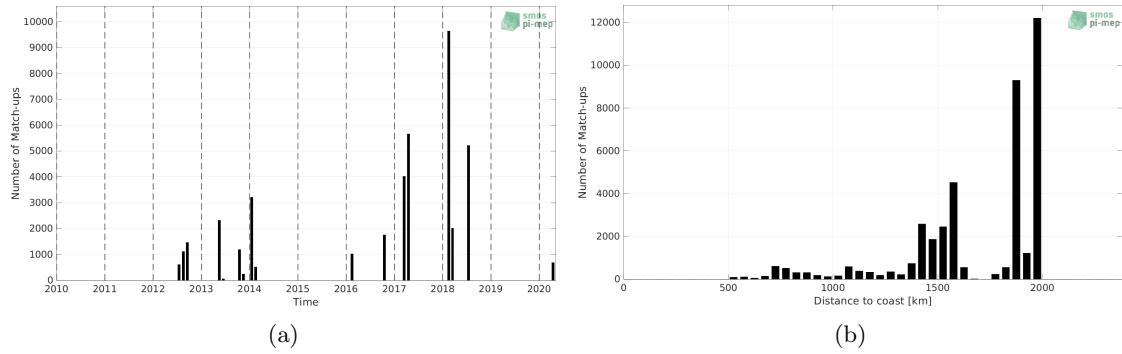 smos
pi-mep
10000
9000
8000
7000
6000
5000
4000
3000
2000
1000
0
Number of Match-ups
2010 2011 2012 2013 2014 2015 2016 2017 2018 2019 2020
Time
(a)
smos
pi-mep
12000
10000
8000
6000
4000
2000
0
Number of Match-ups
0 500 1000 1500 2000
Distance to coast [km]
(b)